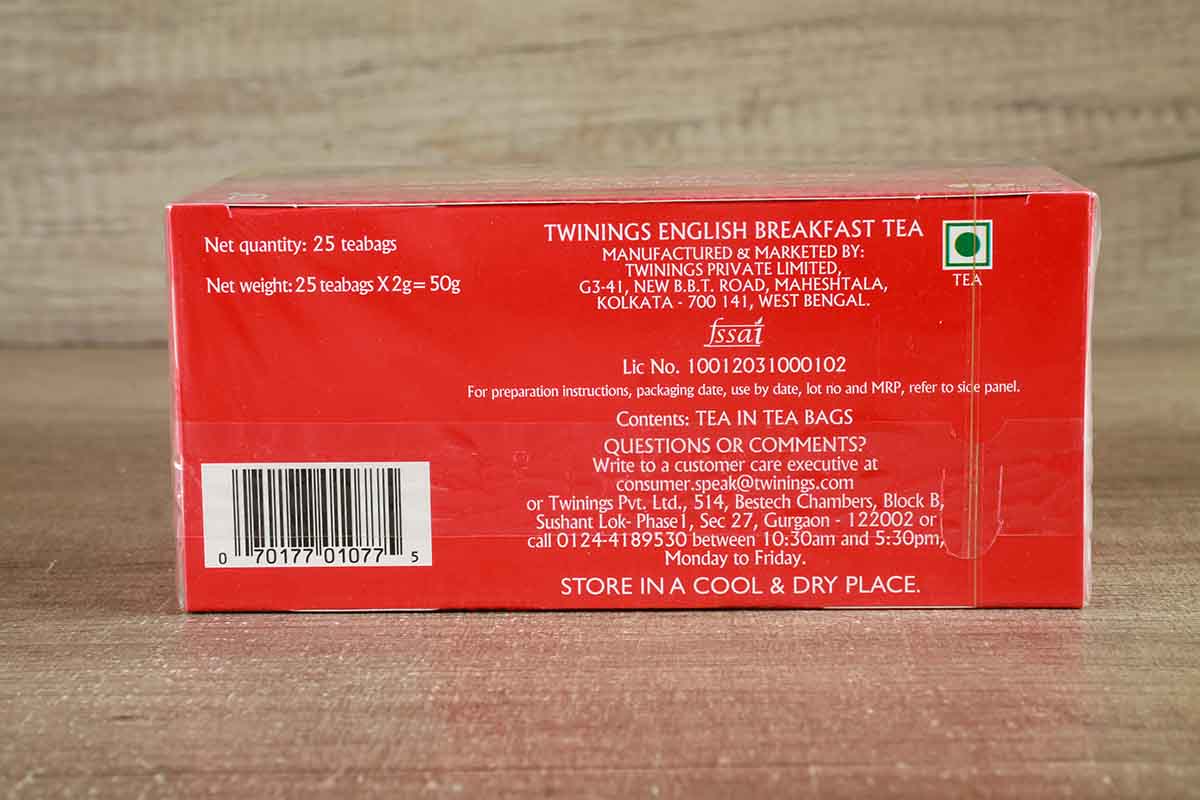 Net quantity: 25 teabags
Net weight: 25 teabags X 2g = 50g
TWININGS ENGLISH BREAKFAST TEA
MANUFACTURED & MARKETED BY:
TWININGS PRIVATE LIMITED,
G3-41, NEW B.B.T. ROAD, MAHESHTALA,
KOLKATA - 700 141, WEST BENGAL.
TEA
fssai
Lic No. 10012031000102
For preparation instructions, packaging date, use by date, lot no and MRP, refer to side panel.
Contents: TEA IN TEA BAGS
QUESTIONS OR COMMENTS?
Write to a customer care executive at
consumer.speak@twinings.com
or Twinings Pvt. Ltd., 514, Bestech Chambers, Block B,
Sushant Lok- Phase1, Sec 27, Gurgaon - 122002 or
call 0124-4189530 between 10:30am and 5:30pm,
Monday to Friday.
STORE IN A COOL & DRY PLACE.
0 70177 01077 5